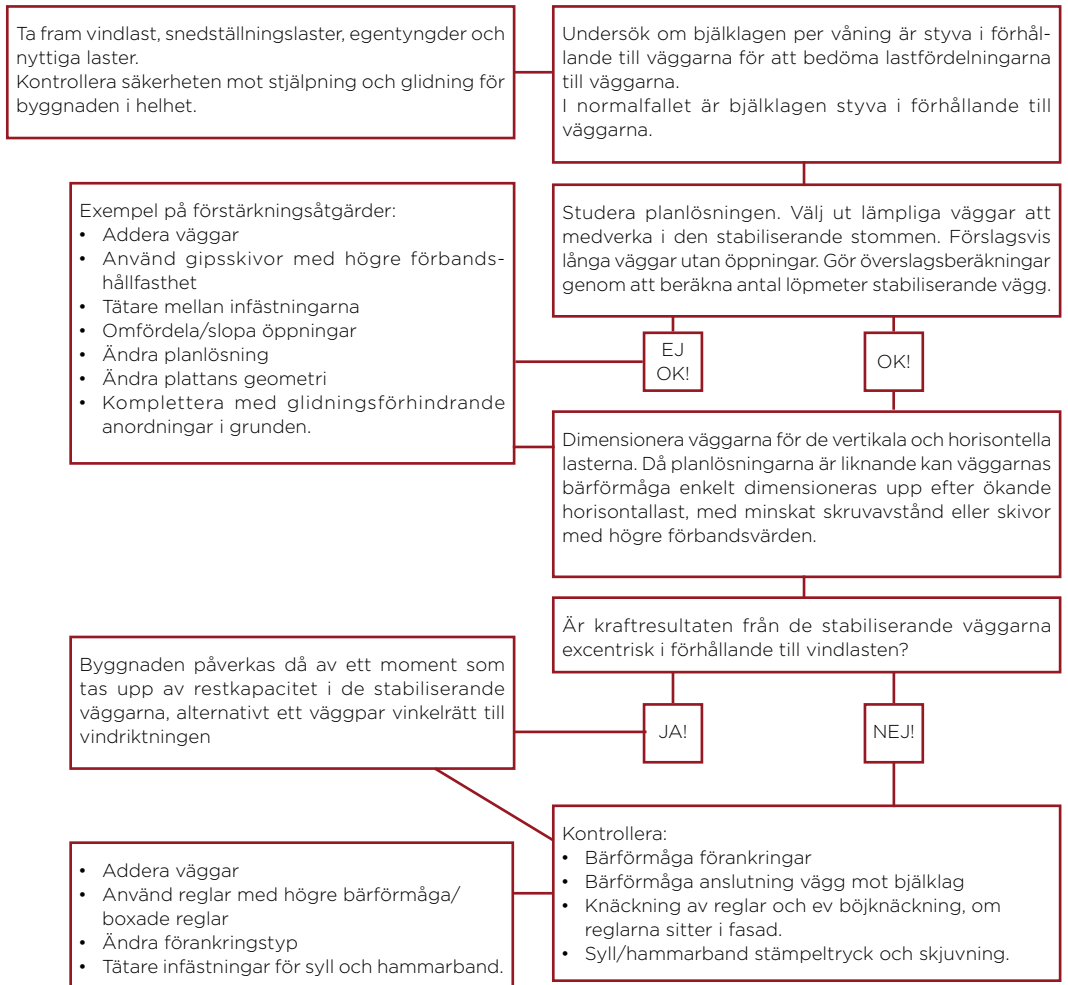 Ta fram vindlast, snedställningslaster, egentyngder och
nyttiga laster.
Kontrollera säkerheten mot stjälpning och glidning för
byggnaden i helhet.
Undersök om bjälklagen per våning är styva i förhål-
lande till väggarna för att bedöma lastfördelningarna
till väggarna.
I normalfallet är bjälklagen styva i förhållande till
väggarna.
Studera planlösningen. Välj ut lämpliga väggar att
medverka i den stabiliserande stommen. Förslagsvis
långa väggar utan öppningar. Gör överslagsberäkningar
genom att beräkna antal löpmeter stabiliserande vägg.
EJ
OK!
OK!
Exempel på förstärkningsåtgärder:
• Addera väggar
• Använd gipsskivor med högre förbands-
hållfasthet
• Tätare mellan infästningarna
• Omfördela/slopa öppningar
• Ändra planlösning
• Ändra plattans geometri
• Komplettera med glidningsförhindrande
anordningar i grunden.
Dimensionera väggarna för de vertikala och horisontella
lasterna. Då planlösningarna är liknande kan väggarnas
bärförmåga enkelt dimensioneras upp efter ökande
horisontallast, med minskat skruvavstånd eller skivor
med högre förbandsvärden.
Är kraftresultaten från de stabiliserande väggarna
excentrisk i förhållande till vindlasten?
JA!
NEJ!
Byggnaden påverkas då av ett moment som
tas upp av restkapacitet i de stabiliserande
väggarna, alternativt ett väggpar vinkelrätt till
vindriktningen
Kontrollera:
• Bärförmåga förankringar
• Bärförmåga anslutning vägg mot bjälklag
• Knäckning av reglar och ev böjknäckning, om
reglarna sitter i fasad.
• Syll/hammarband stämpeltryck och skjuvning.
• Addera väggar
• Använd reglar med högre bärförmåga/
boxade reglar
• Ändra förankringstyp
• Tätare infästningar för syll och hammarband.